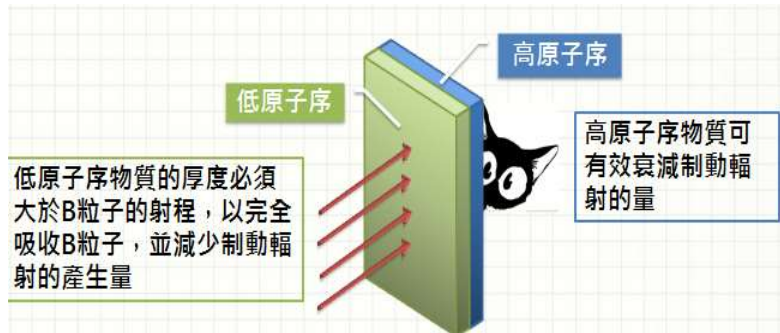 高原子序
低原子序
低原子序物質的厚度必須
大於B粒子的射程，以完全
吸收B粒子，並減少制動輻
射的產生量
高原子序物質可
有效衰減制動輻
射的量